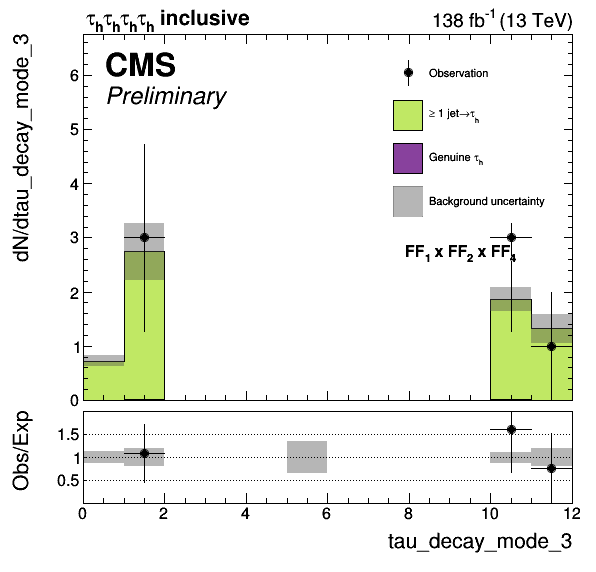 τhτhτhτh inclusive
138 fb-1 (13 TeV)
CMS
Preliminary
Observation
≥ 1 jet→τh
Genuine τh
Background uncertainty
FF1 x FF2 x FF4
dN/dtau_decay_mode_3
6
5
4
3
2
1
0
Obs/Exp
1.5
1
0.5
0 2 4 6 8 10 12
tau_decay_mode_3